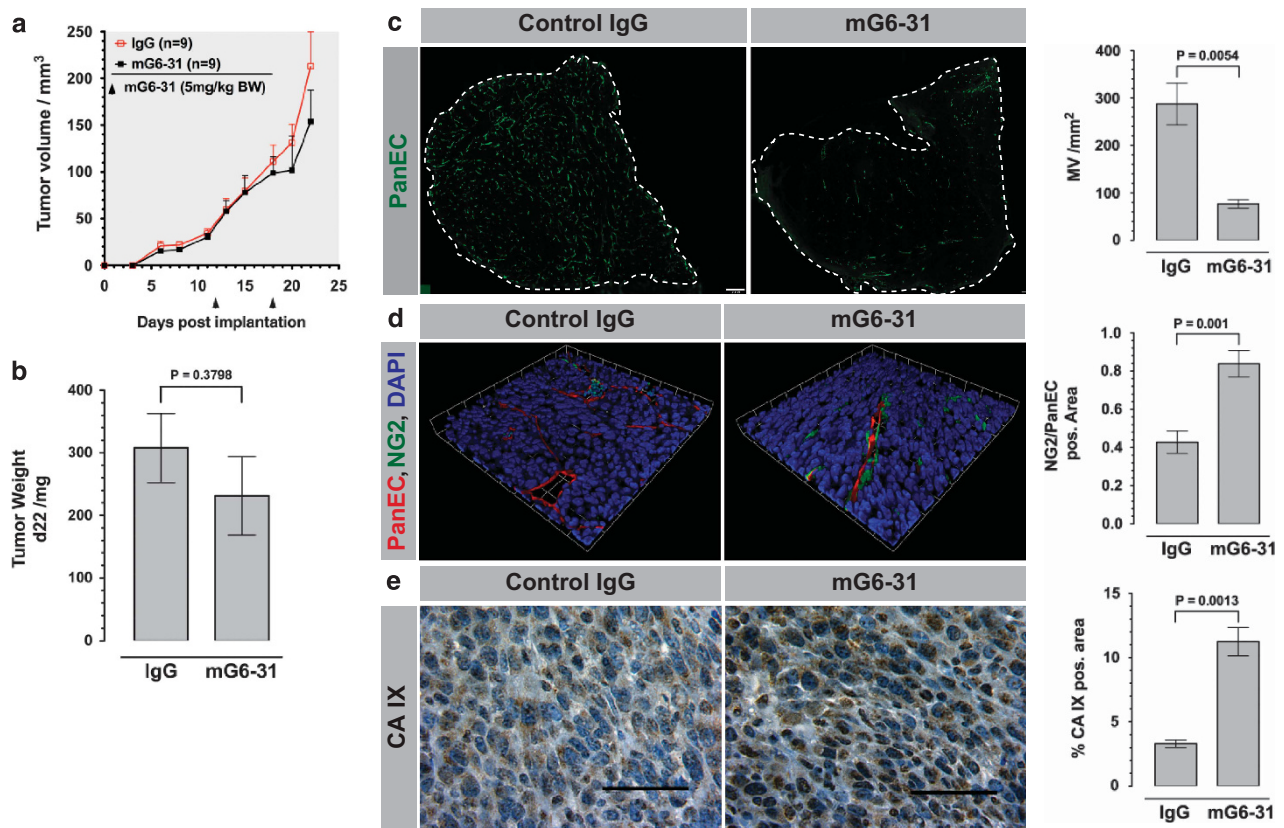 a
250
200
150
100
50
0
Tumor volume / mm3
IgG (n=9)
mG6-31 (n=9)
mG6-31 (5mg/kg BW)
0 5 10 15 20 25
Days post implantation
b
P = 0.3798
400
300
200
100
0
Tumor Weight
d22 /mg
IgG mG6-31
c
Control IgG
mG6-31
PanEC
400
300
200
100
0
MV /mm2
P = 0.0054
IgG mG6-31
d
Control IgG
mG6-31
PanEC, NG2, DAPI
1.0
0.8
0.6
0.4
0.2
0.0
NG2/PanEC
pos. Area
P = 0.001
IgG mG6-31
e
Control IgG
mG6-31
CA IX
15
10
5
0
% CA IX pos. area
P = 0.0013
IgG mG6-31